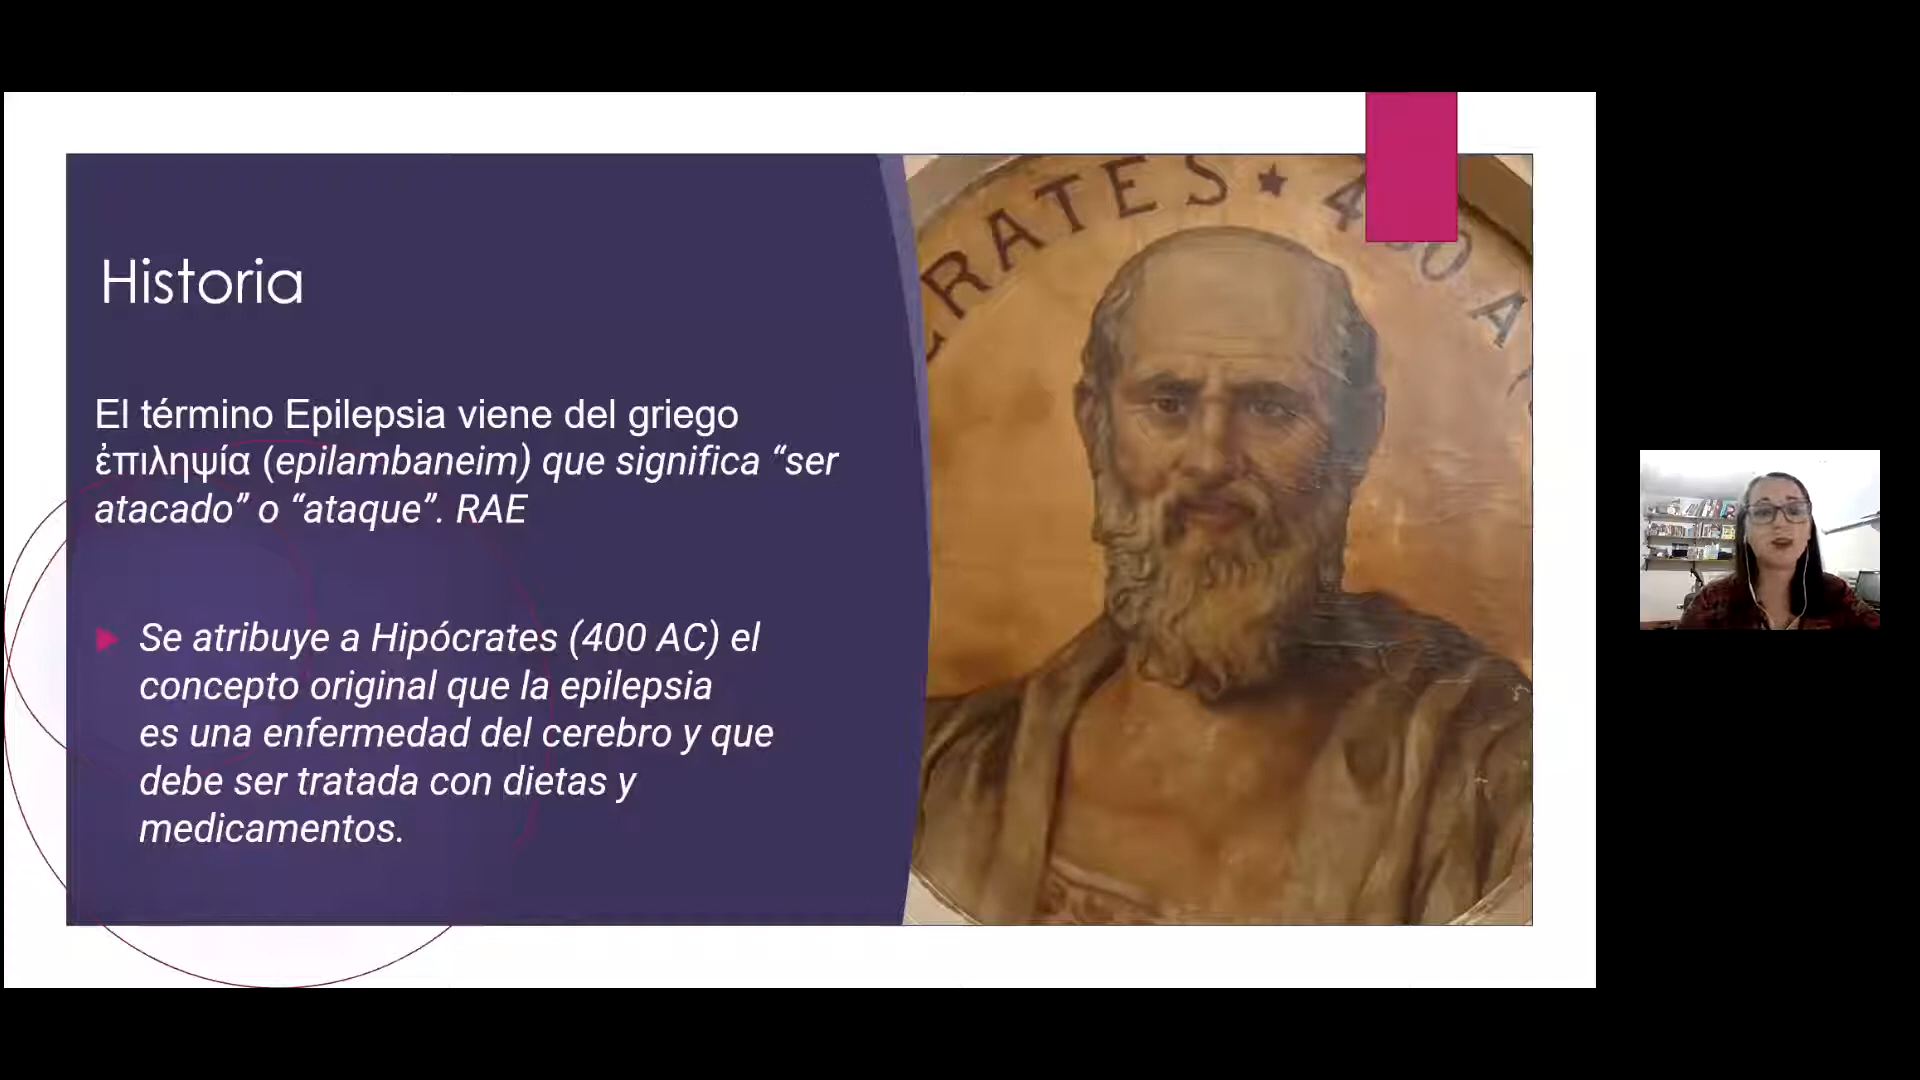 Historia
El término Epilepsia viene del griego
ἐπιληψία (epilambaneim) que significa “ser
atacado” o “ataque”. RAE
Se atribuye a Hipócrates (400 AC) el
concepto original que la epilepsia
es una enfermedad del cerebro y que
debe ser tratada con dietas y
medicamentos.
RATES ★ 4 0 A